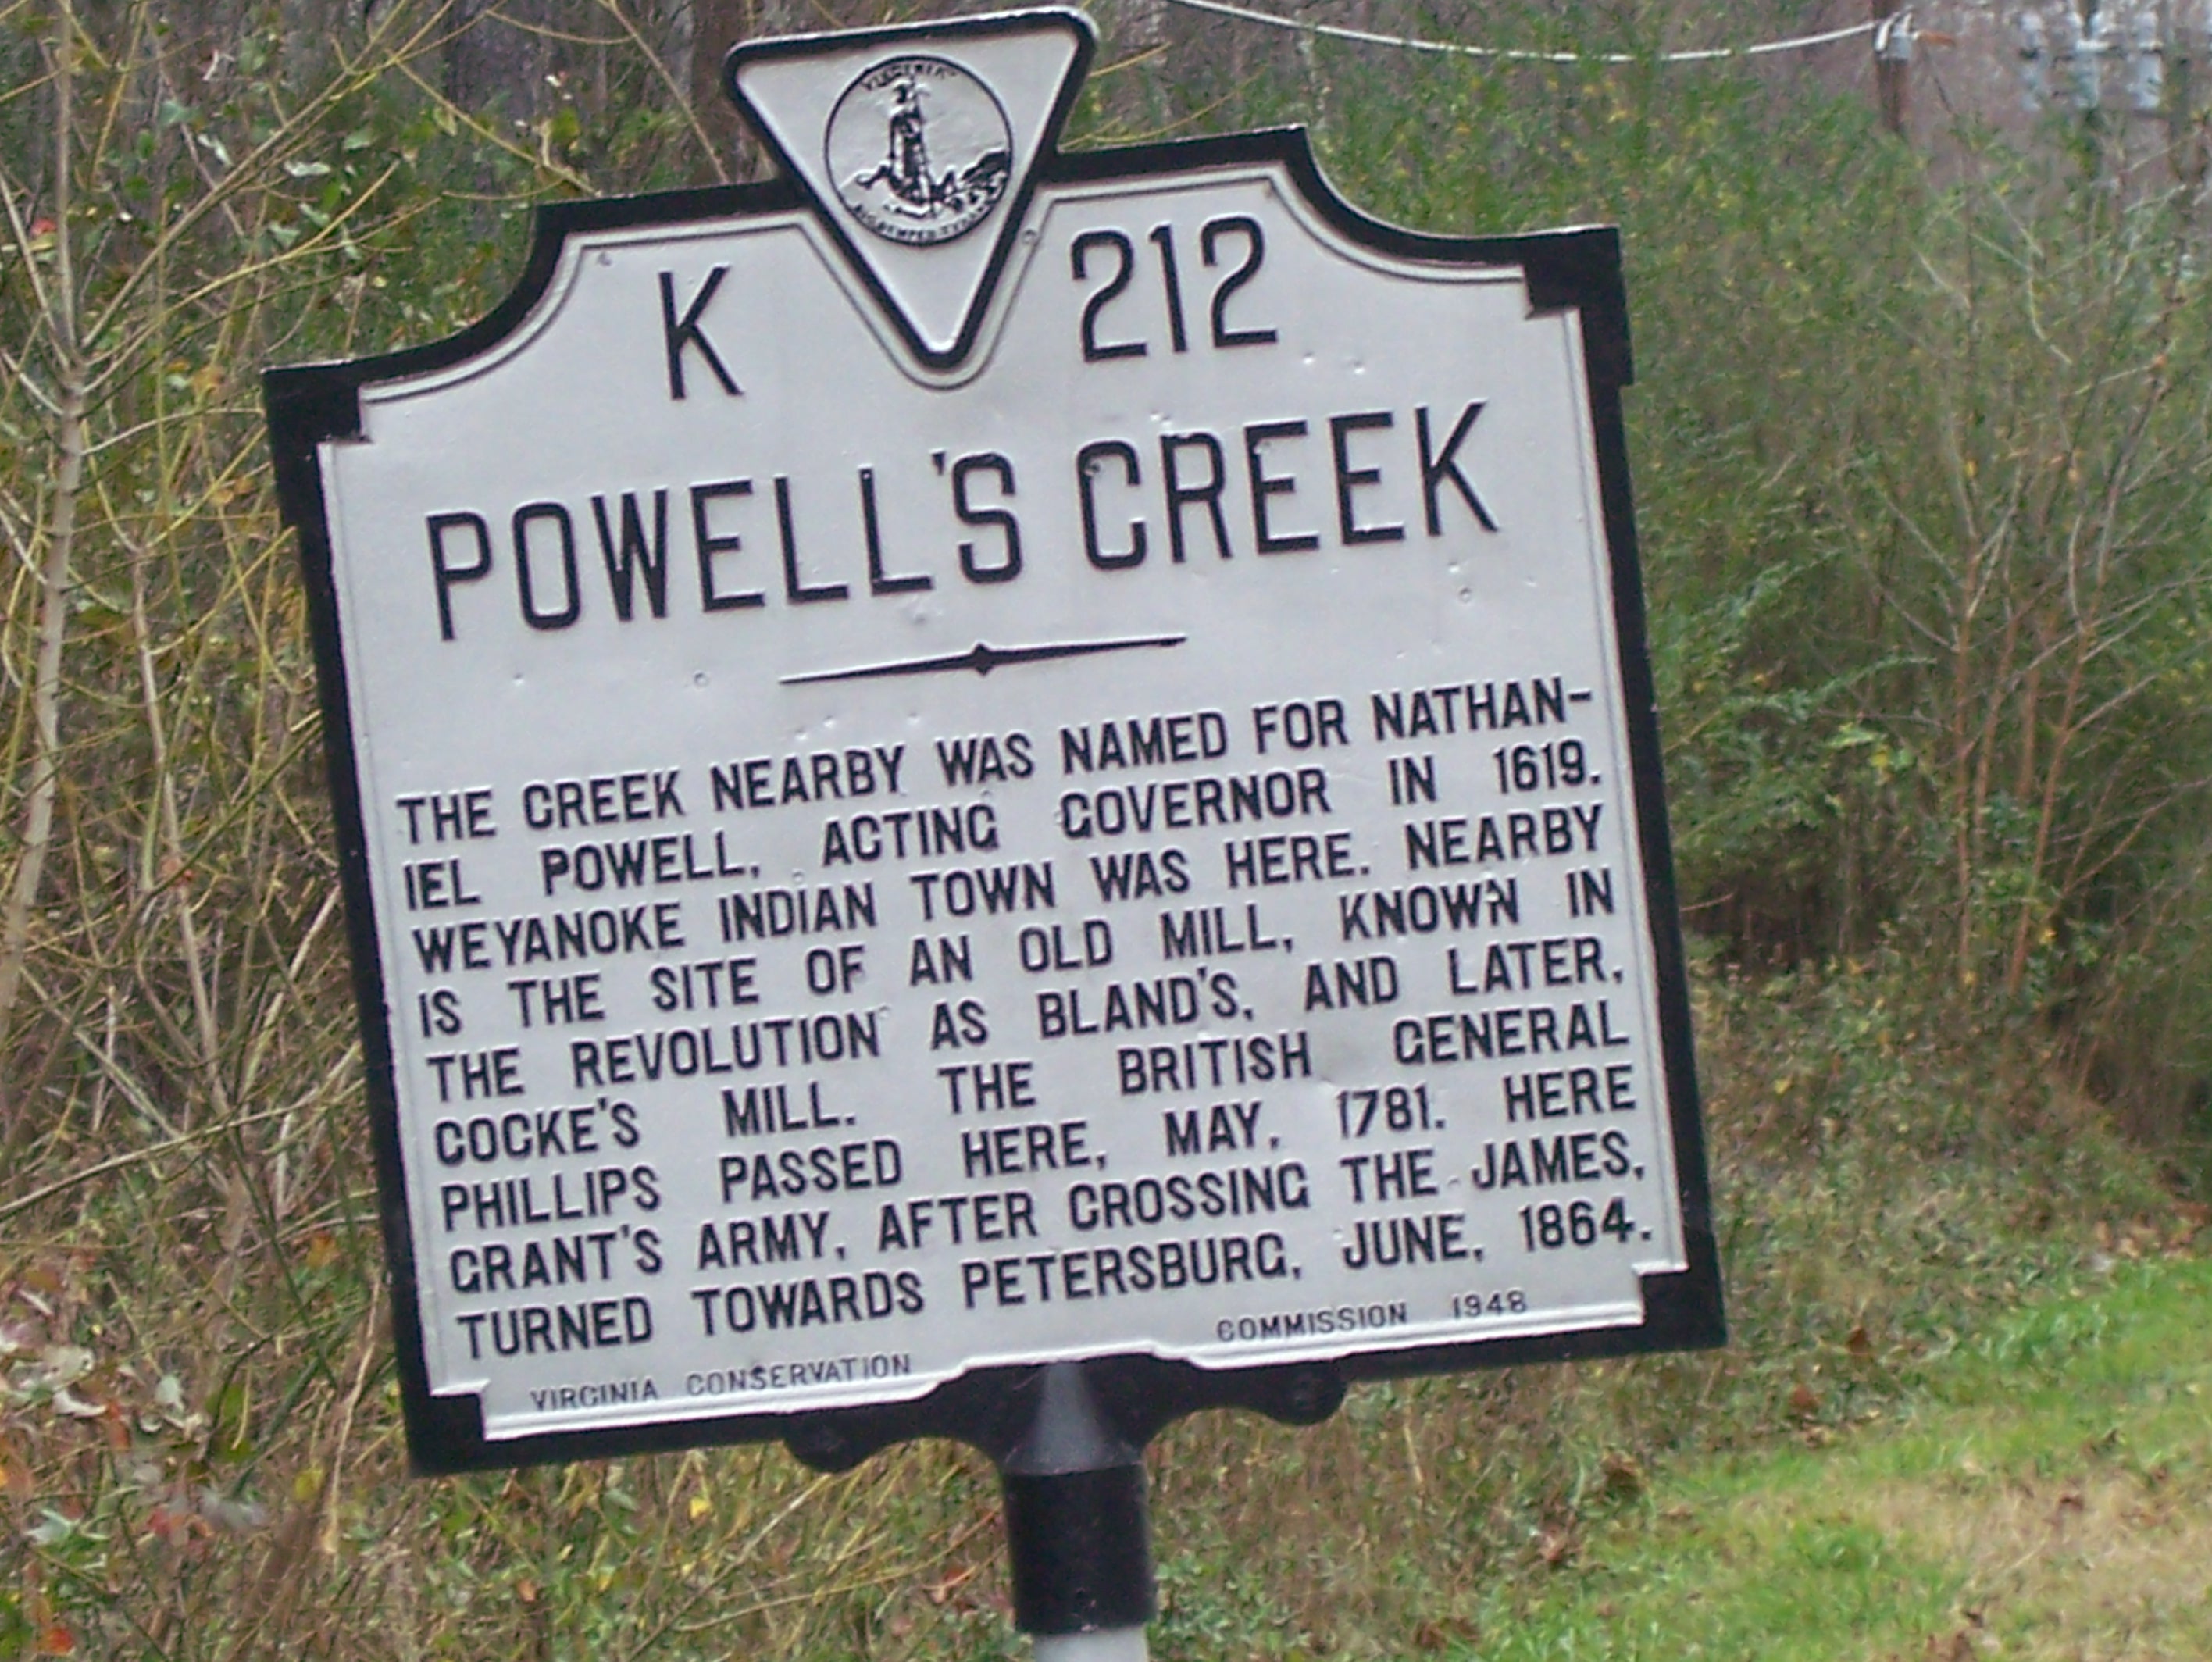 VIRGINIA
K 212
POWELL'S CREEK
THE CREEK NEARBY WAS NAMED FOR NATHAN-
IEL POWELL, ACTING GOVERNOR IN 1619.
WEYANOKE INDIAN TOWN WAS HERE. NEARBY
IS THE SITE OF AN OLD MILL, KNOWN IN
THE REVOLUTION AS BLAND'S, AND LATER,
COCKE'S MILL. THE BRITISH GENERAL
PHILLIPS PASSED HERE, MAY, 1781. HERE
GRANT'S ARMY, AFTER CROSSING THE JAMES,
TURNED TOWARDS PETERSBURG, JUNE, 1864.
VIRGINIA CONSERVATION COMMISSION 1948